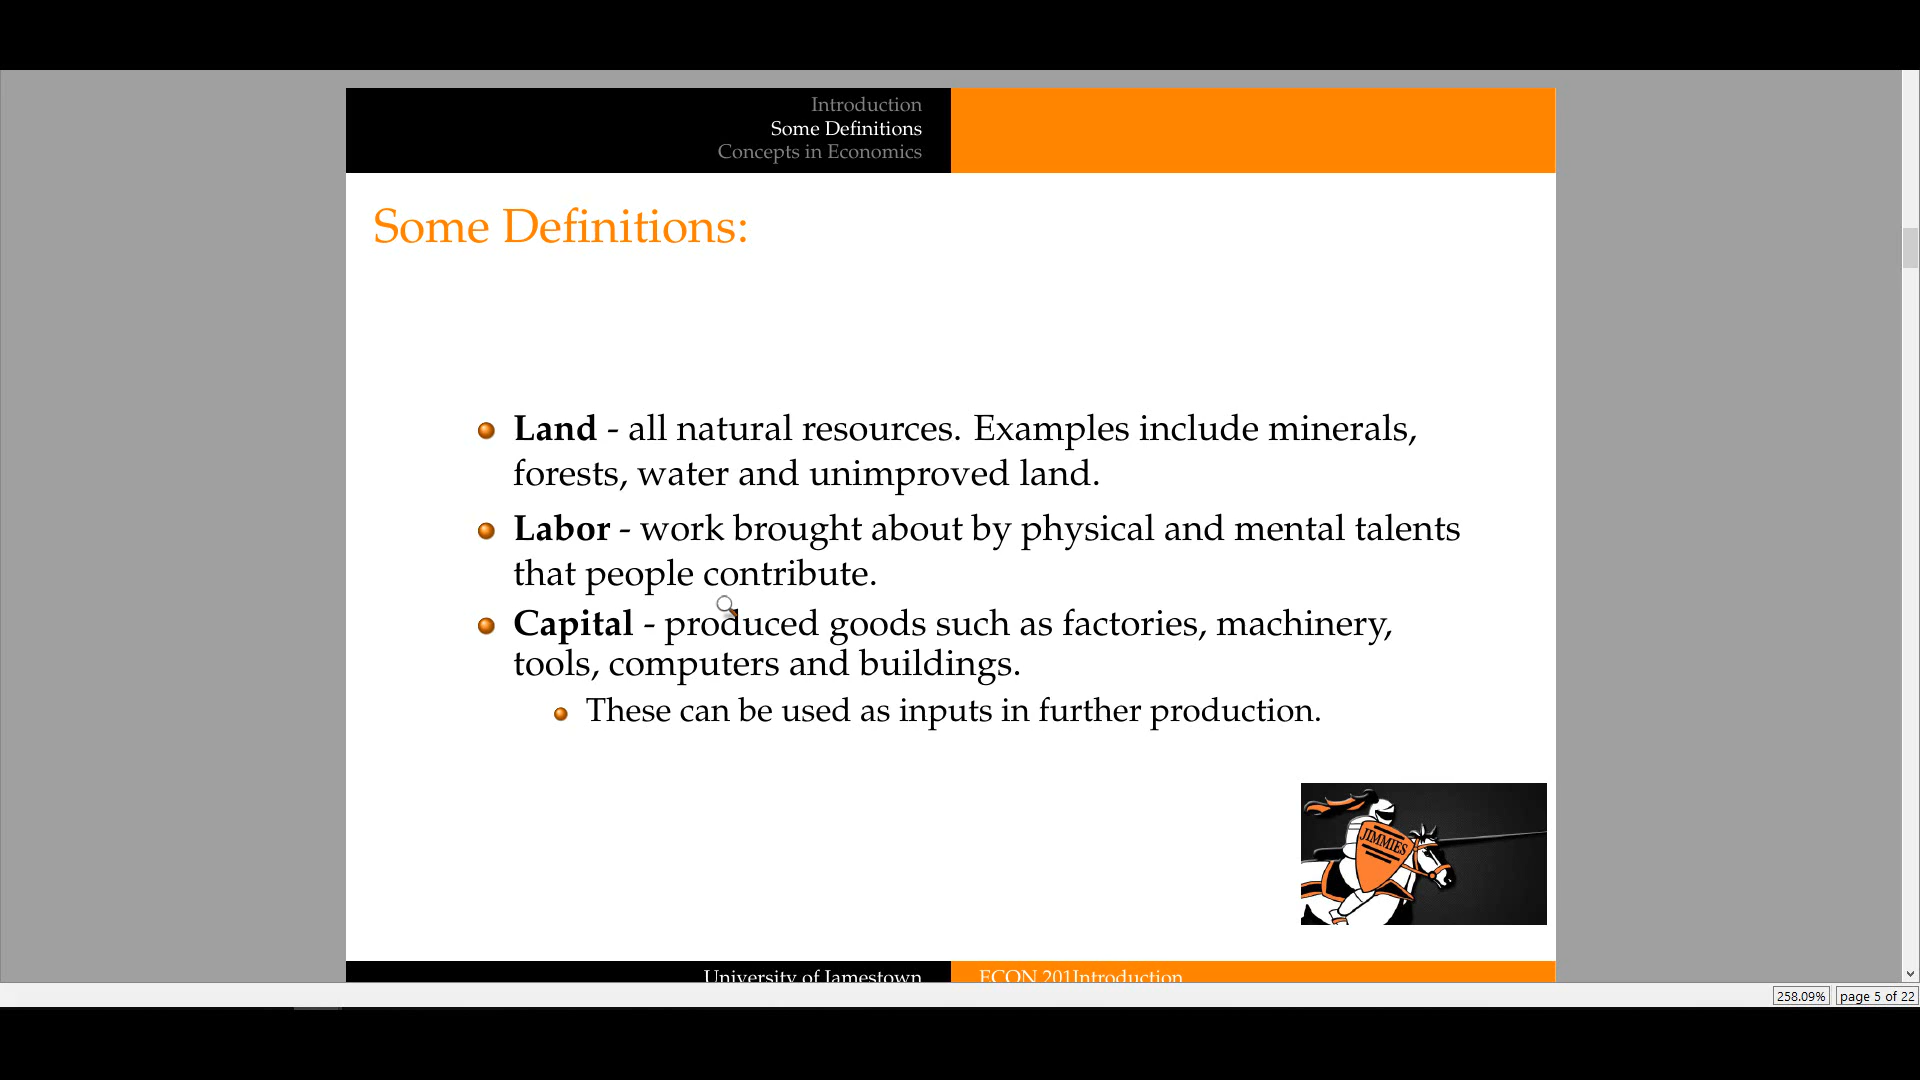 Introduction
Some Definitions
Concepts in Economics
Some Definitions:
Land - all natural resources. Examples include minerals,
forests, water and unimproved land.
Labor - work brought about by physical and mental talents
that people contribute.
Capital - produced goods such as factories, machinery,
tools, computers and buildings.
These can be used as inputs in further production.
JIMMIES
University of Jamestown
ECON 201Introduction
258.09%
page 5 of 22